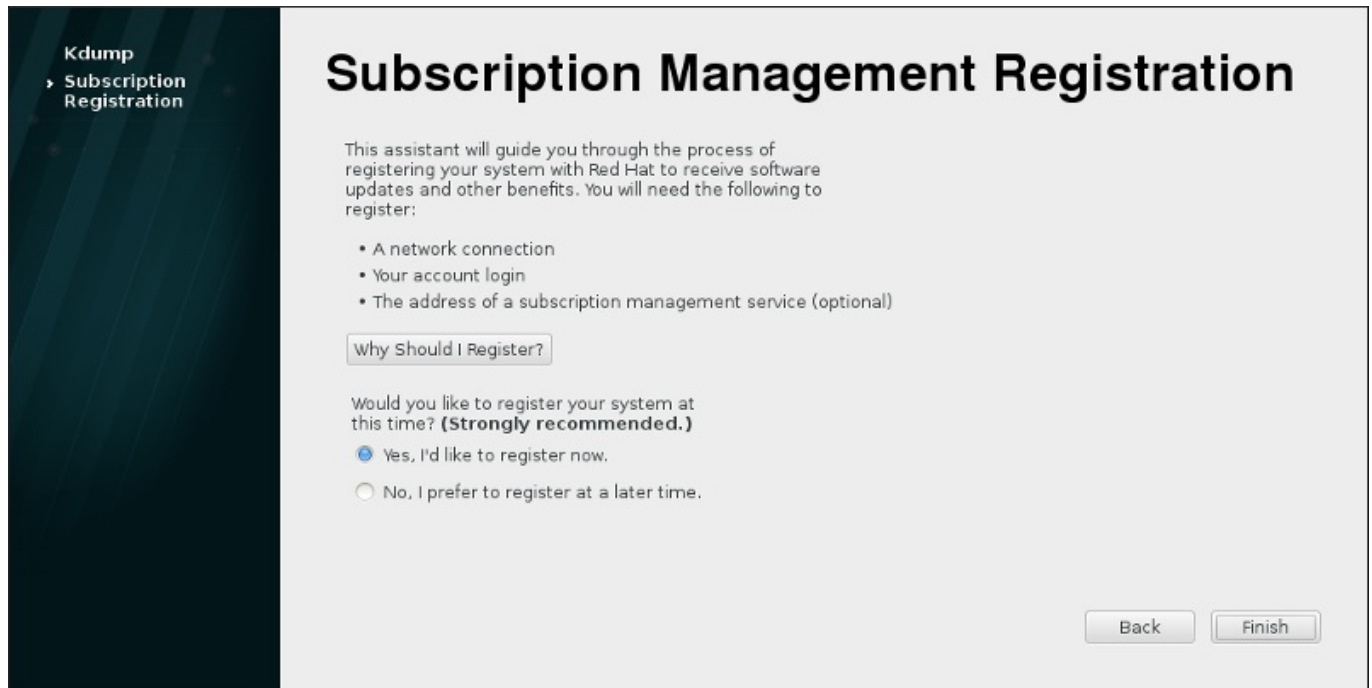 Kdump
Subscription
Registration
Subscription Management Registration
This assistant will guide you through the process of
registering your system with Red Hat to receive software
updates and other benefits. You will need the following to
register:
• A network connection
• Your account login
• The address of a subscription management service (optional)
Why Should I Register?
Would you like to register your system at
this time? (Strongly recommended.)
Yes, I'd like to register now.
No, I prefer to register at a later time.
Back
Finish